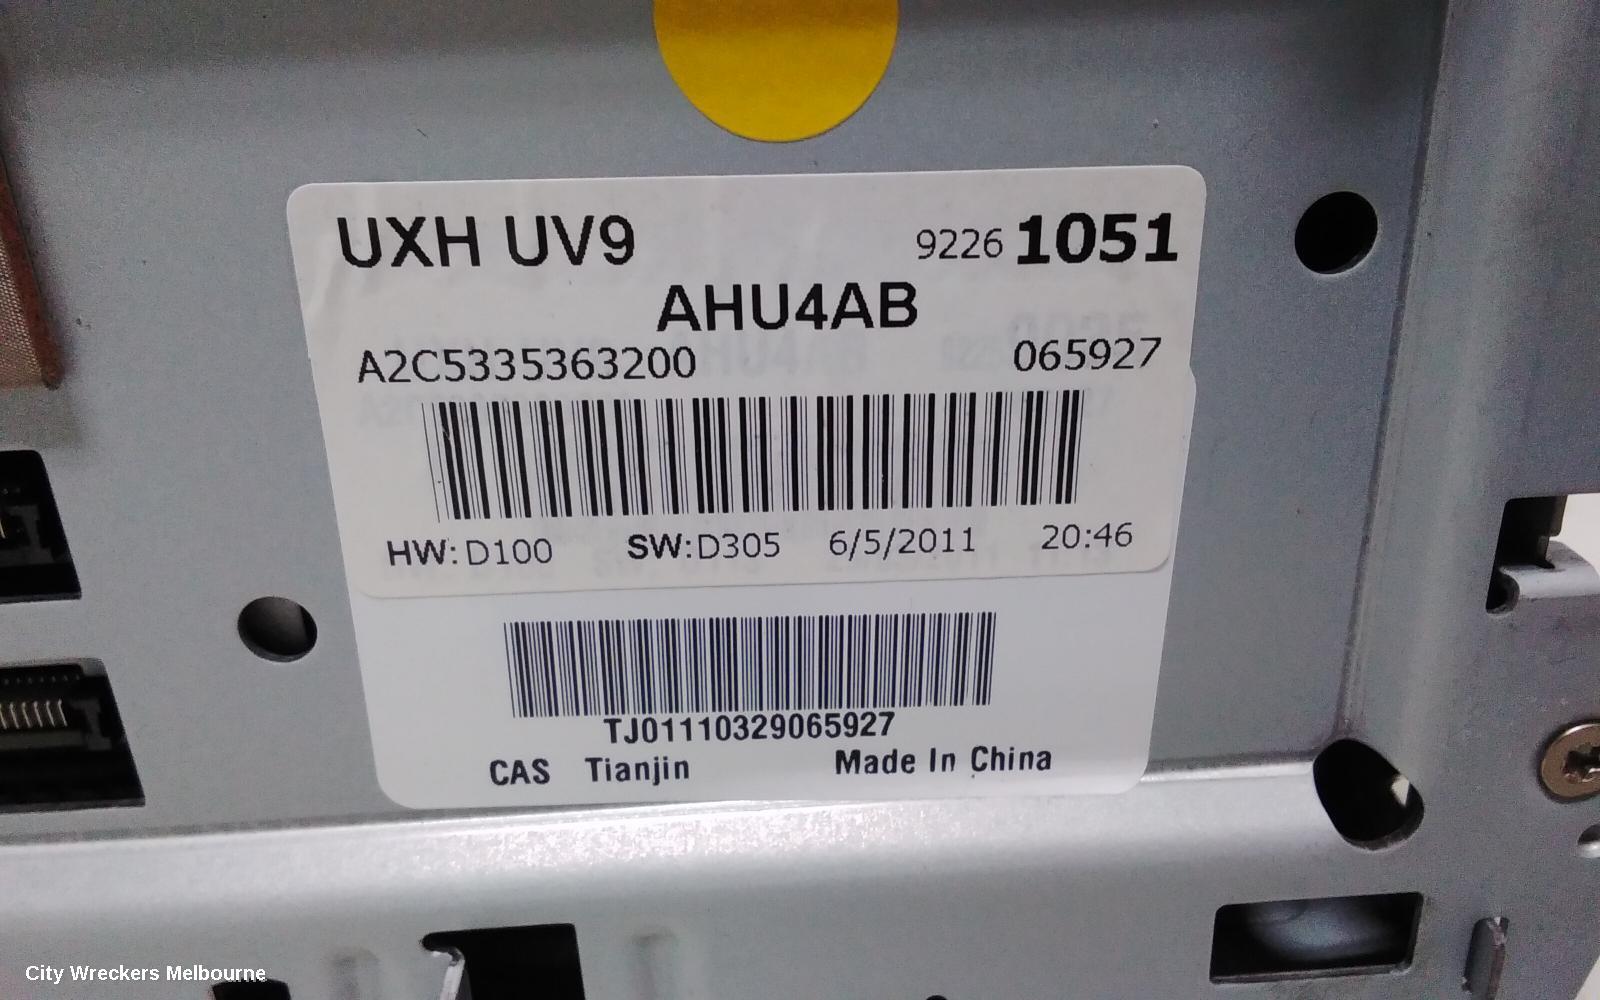 UXH UV9 9226 1051
AHU4AB
A2C5335363200 065927
HW: D100 SW:D305 6/5/2011 20:46
TJ01110329065927
CAS Tianjin Made In China
City Wreckers Melbourne